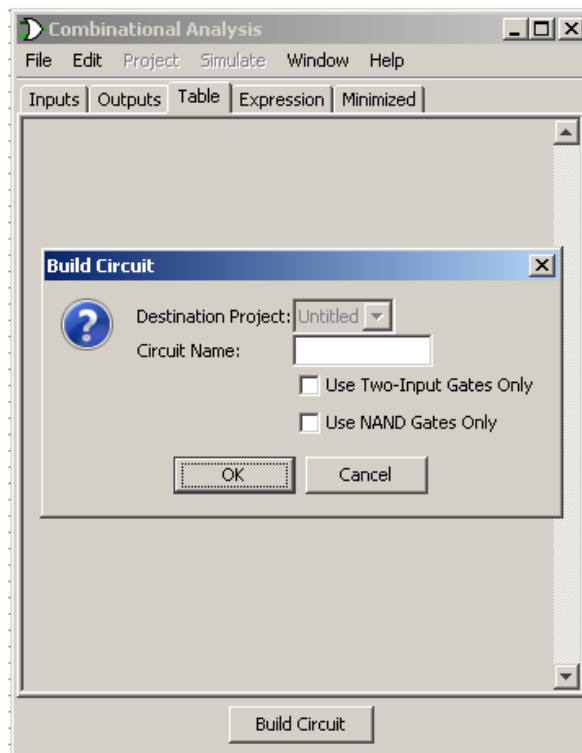 Combinational Analysis
File Edit Project Simulate Window Help
Inputs Outputs Table Expression Minimized
Build Circuit
Destination Project: Untitled
Circuit Name:
Use Two-Input Gates Only
Use NAND Gates Only
OK Cancel
Build Circuit